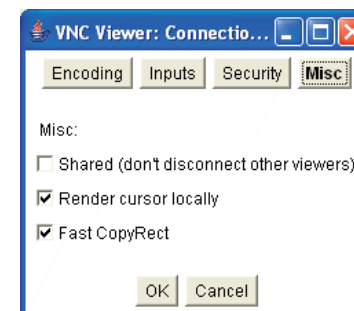 VNC Viewer: Connectio...
Encoding Inputs Security Misc
Misc:
Shared (don't disconnect other viewers)
Render cursor locally
Fast CopyRect
OK Cancel